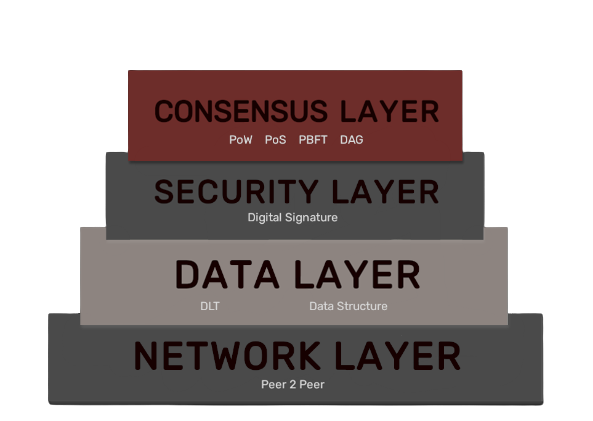 CONSENSUS LAYER
PoW PoS PBFT DAG
SECURITY LAYER
Digital Signature
DATA LAYER
DLT Data Structure
NETWORK LAYER
Peer 2 Peer